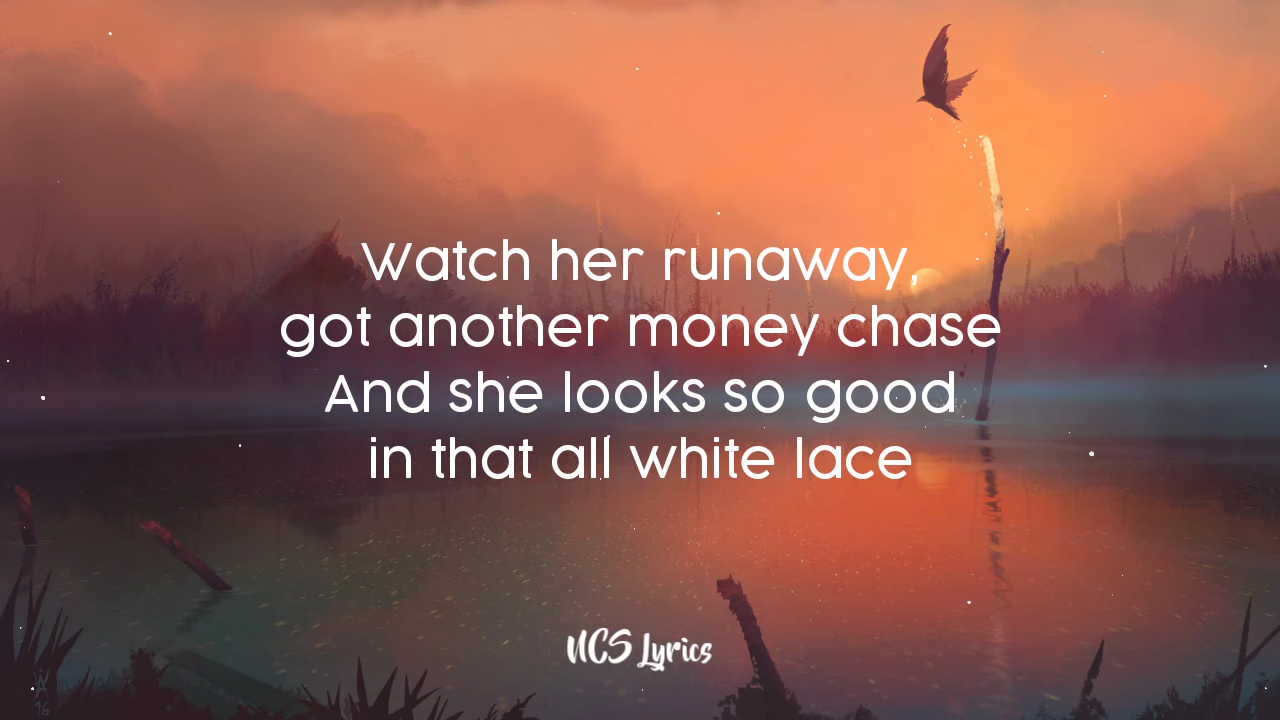 Watch her runaway,
got another money chase
And she looks so good
in that all white lace
NCS Lyrics